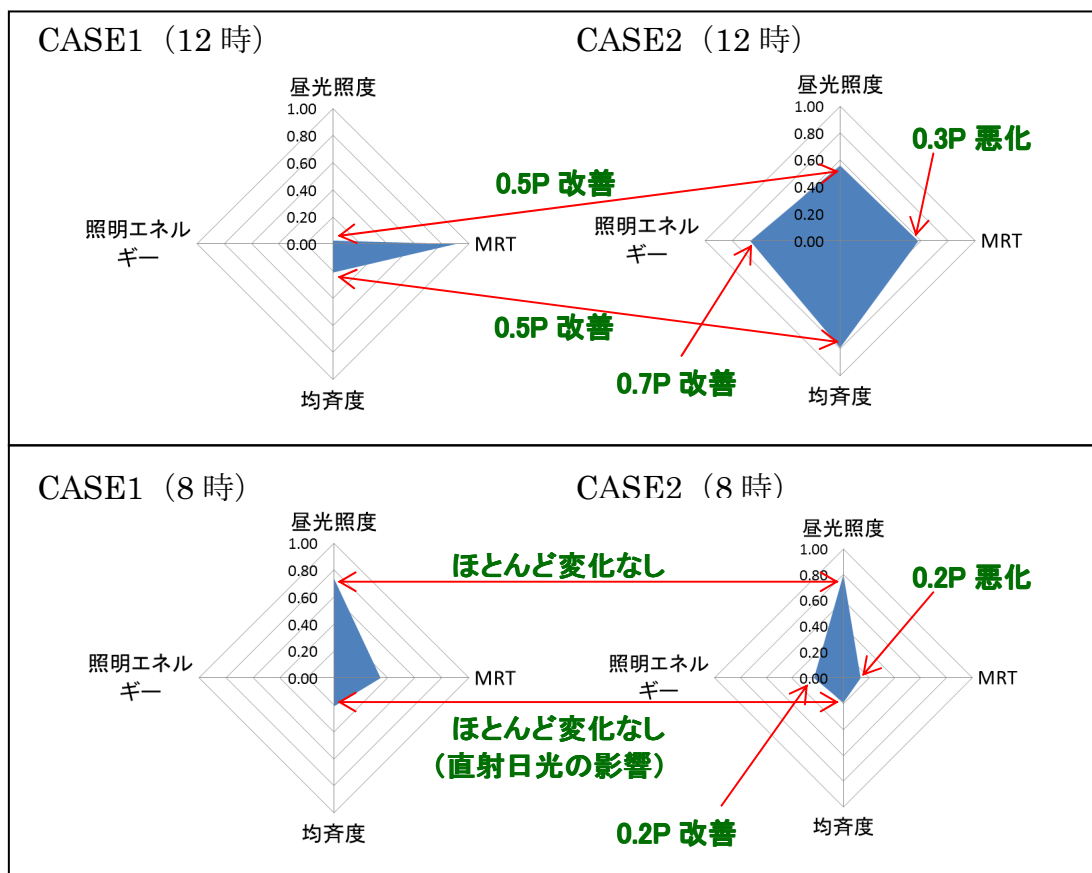 CASE1（12 時）
CASE2（12 時）
昼光照度
1.00
0.80
0.60
0.40
0.20
0.00
照明エネル
ギー
MRT
均斉度
昼光照度
1.00
0.80
0.60
0.40
0.20
0.00
照明エネル
ギー
MRT
均斉度
0.5P 改善
0.5P 改善
0.3P 悪化
0.7P 改善
CASE1（8 時）
CASE2（8 時）
昼光照度
1.00
0.80
0.60
0.40
0.20
0.00
照明エネル
ギー
MRT
均斉度
昼光照度
1.00
0.80
0.60
0.40
0.20
0.00
照明エネル
ギー
MRT
均斉度
ほとんど変化なし
0.2P 悪化
ほとんど変化なし
（直射日光の影響）
0.2P 改善